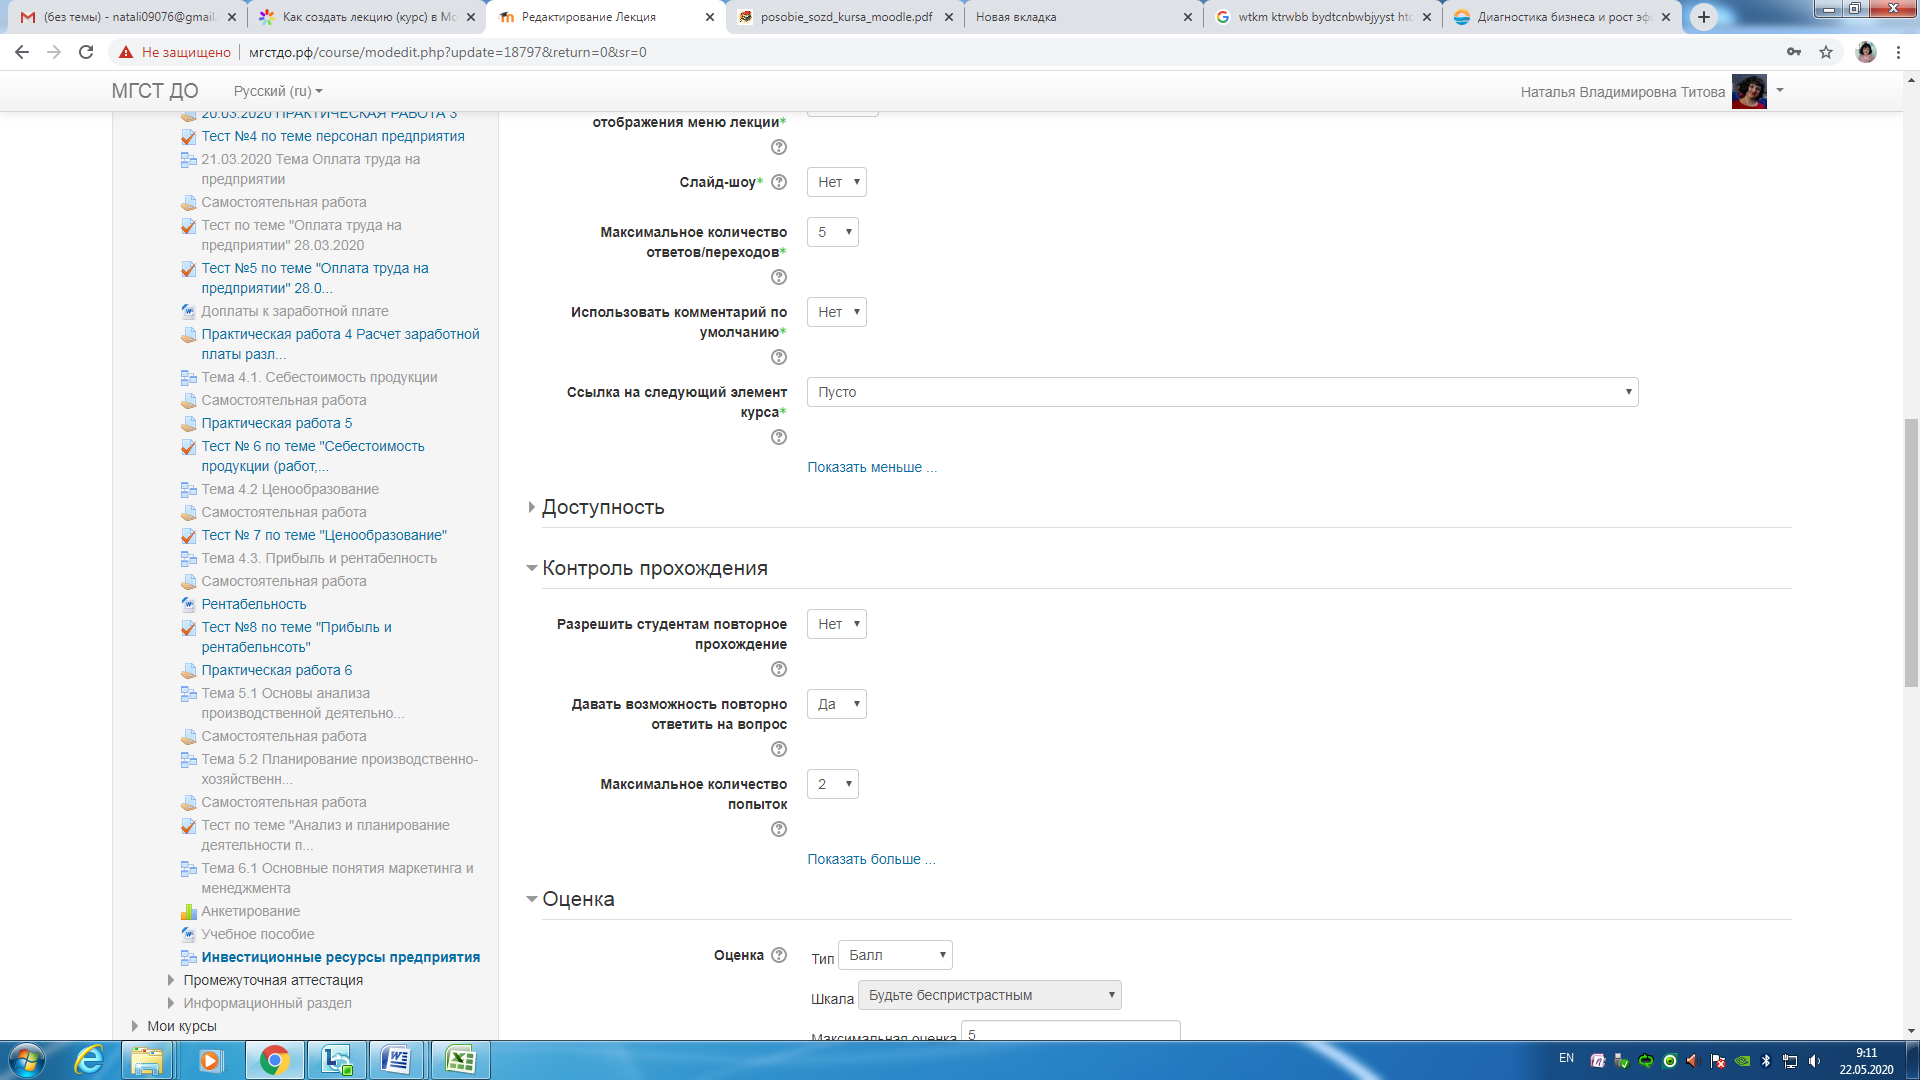 (без темы) - natali09076@gmail.
Как создать лекцию (курс) в Mo
Редактирование Лекция
posobie_sozd_kursa_moodle.pdf
Новая вкладка
wtkm ktrwbb bydtcnbwbjyyst htc
Диагностика бизнеса и рост эф
Не защищено
мгстдо.рф/course/modedit.php?update=18797&return=0&sr=0
МГСТ ДО
Русский (ru)
Наталья Владимировна Титова
20.03.2020 ПРАКТИЧЕСКАЯ РАБОТА 3
Тест №4 по теме персонал предприятия
21.03.2020 Тема Оплата труда на
предприятии
Самостоятельная работа
Тест по теме "Оплата труда на
предприятии" 28.03.2020
Тест №5 по теме "Оплата труда на
предприятии" 28.0...
Доплаты к заработной плате
Практическая работа 4 Расчет заработной
платы разл...
Тема 4.1. Себестоимость продукции
Самостоятельная работа
Практическая работа 5
Тест № 6 по теме "Себестоимость
продукции (работ,...
Тема 4.2 Ценообразование
Самостоятельная работа
Тест № 7 по теме "Ценообразование"
Тема 4.3. Прибыль и рентабелность
Самостоятельная работа
Рентабельность
Тест №8 по теме "Прибыль и
рентабельнсоть"
Практическая работа 6
Тема 5.1 Основы анализа
производственной деятельно...
Самостоятельная работа
Тема 5.2 Планирование производственно-
хозяйственн...
Самостоятельная работа
Тест по теме "Анализ и планирование
деятельности п...
Тема 6.1 Основные понятия маркетинга и
менеджмента
Анкетирование
Учебное пособие
Инвестиционные ресурсы предприятия
Промежуточная аттестация
Информационный раздел
Мои курсы
отображения меню лекции*
Слайд-шоу* Нет
Максимальное количество
ответов/переходов*
5
Использовать комментарий по
умолчанию*
Нет
Ссылка на следующий элемент
курса*
Пусто
Показать меньше ...
Доступность
Контроль прохождения
Разрешить студентам повторное
прохождение
Нет
Давать возможность повторно
ответить на вопрос
Да
Максимальное количество
попыток
2
Показать больше ...
Оценка
Оценка
Тип Балл
Шкала Будьте беспристрастным
Максимальная оценка 5
EN
9:11
22.05.2020